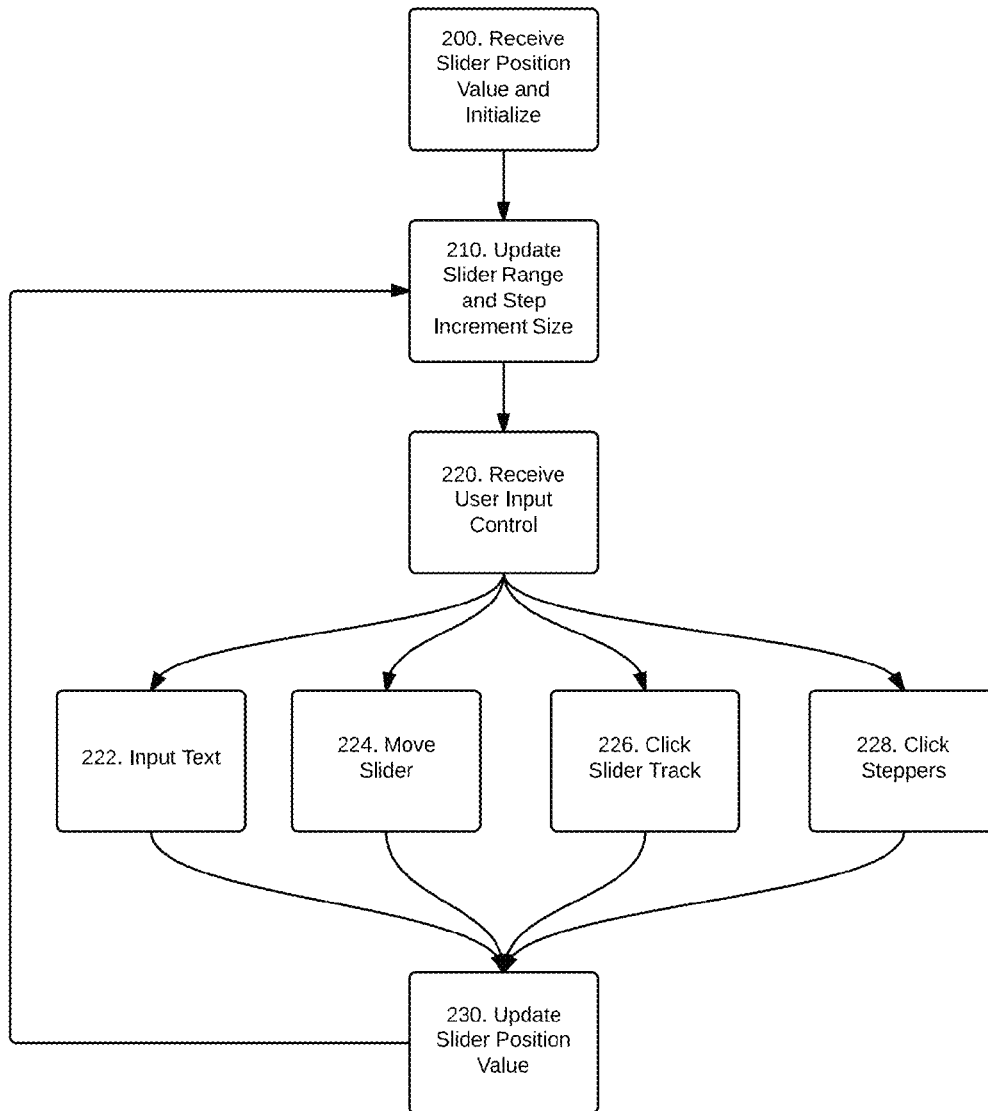 200. Receive
Slider Position
Value and
Initialize
210. Update
Slider Range
and Step
Increment Size
220. Receive
User Input
Control
222. Input Text
224. Move
Slider
226. Click
Slider Track
228. Click
Steppers
230. Update
Slider Position
Value